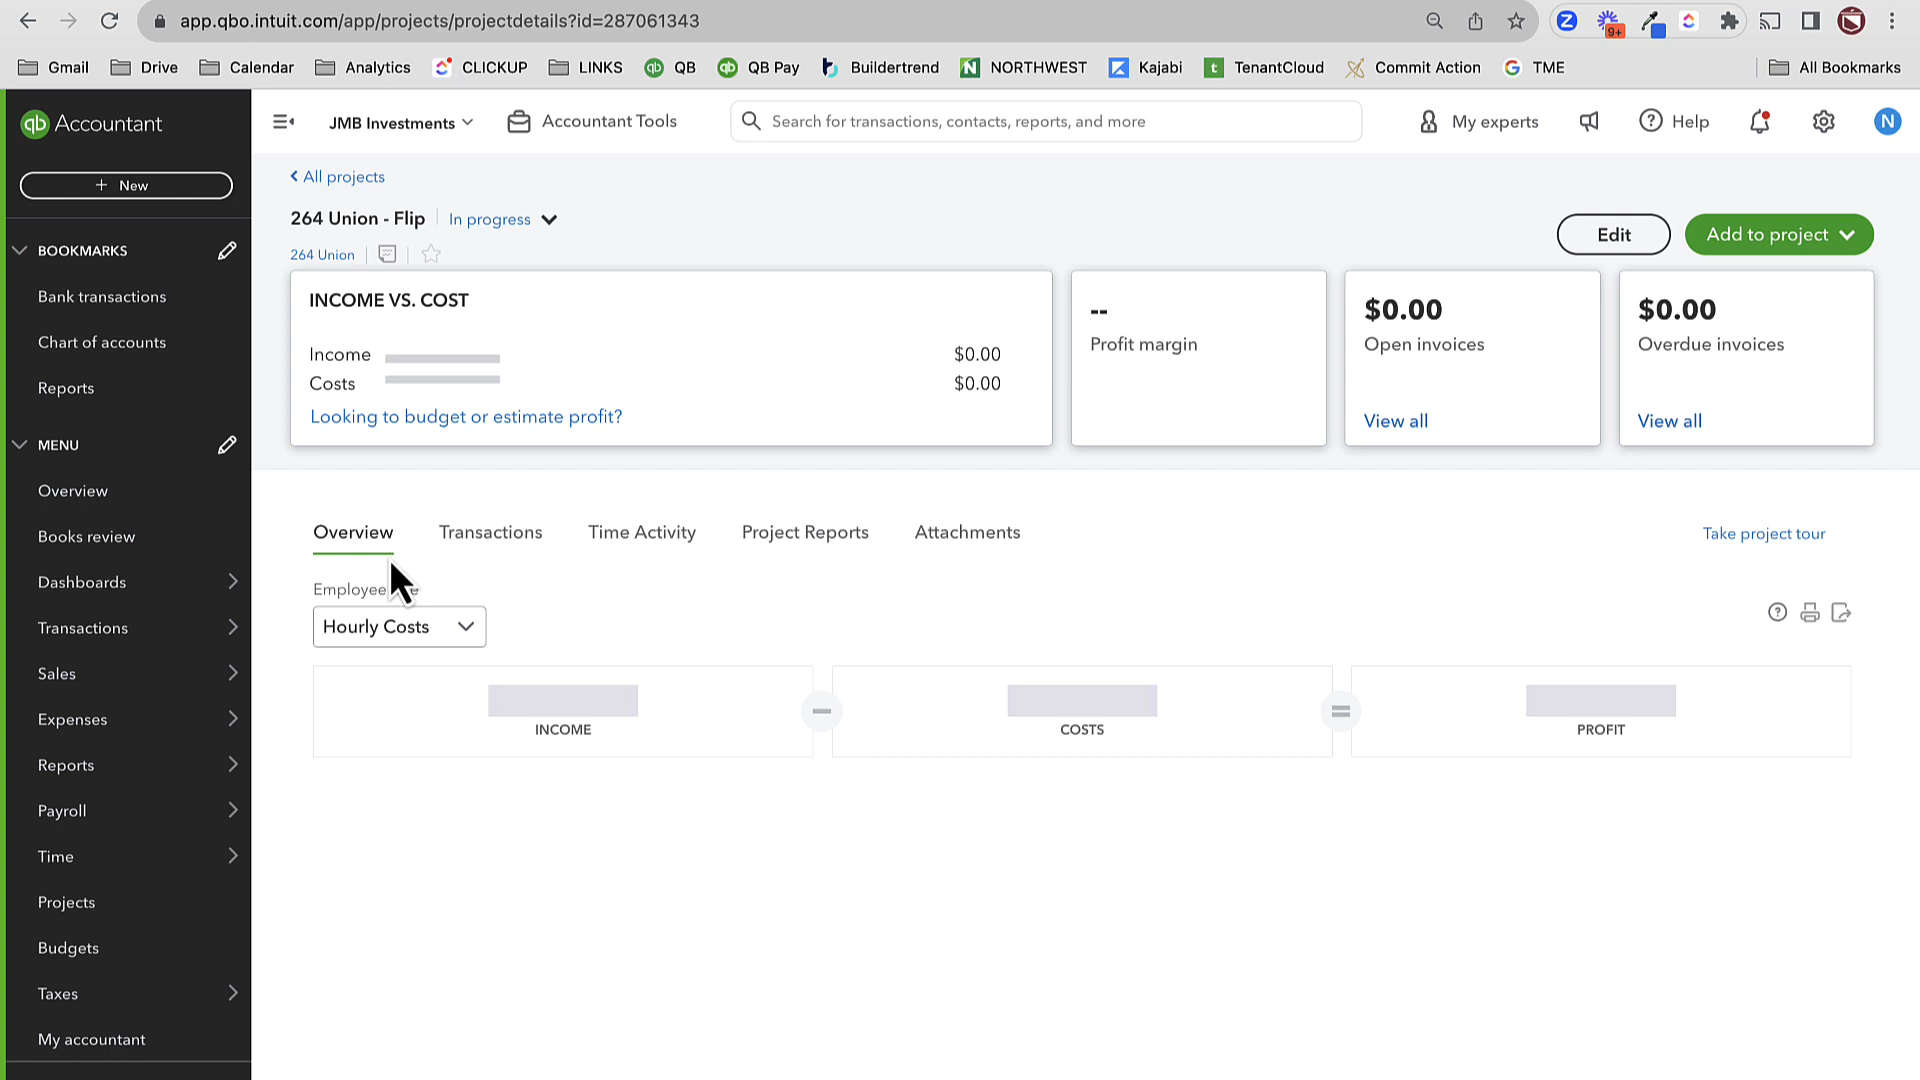 app.qbo.intuit.com/app/projects/projectdetails?id=287061343
9+
Gmail Drive Calendar Analytics CLICKUP LINKS QB QB Pay Buildertrend NORTHWEST Kajabi TenantCloud Commit Action TME All Bookmarks
qb Accountant
JMB Investments Accountant Tools Search for transactions, contacts, reports, and more My experts Help N
+ New
BOOKMARKS
Bank transactions
Chart of accounts
Reports
MENU
Overview
Books review
Dashboards
Transactions
Sales
Expenses
Reports
Payroll
Time
Projects
Budgets
Taxes
My accountant
All projects
264 Union - Flip In progress
264 Union
Edit Add to project
INCOME VS. COST
Income $0.00
Costs $0.00
Looking to budget or estimate profit?
--
Profit margin
$0.00
Open invoices
View all
$0.00
Overdue invoices
View all
Overview Transactions Time Activity Project Reports Attachments Take project tour
Employee
Hourly Costs
INCOME COSTS PROFIT